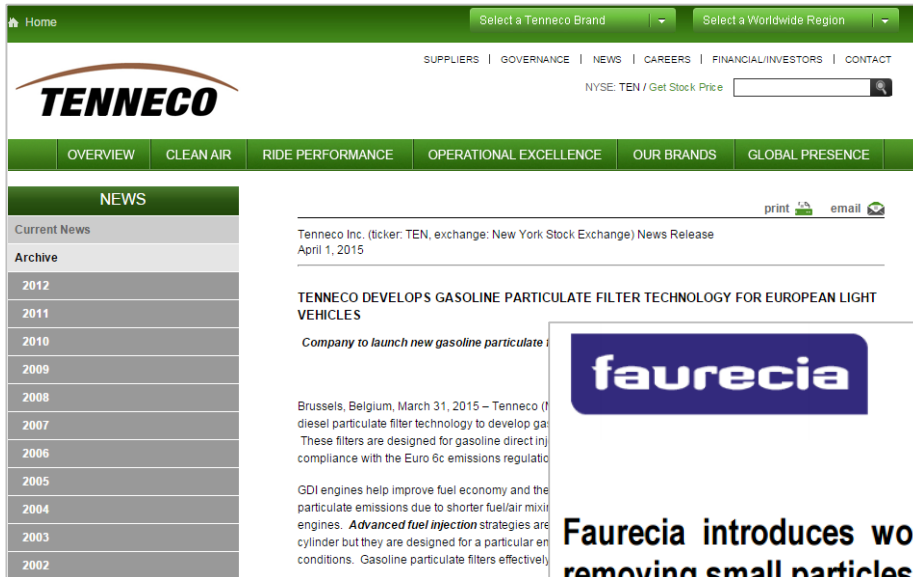 Home
Select a Tenneco Brand
Select a Worldwide Region
SUPPLIERS | GOVERNANCE | NEWS | CAREERS | FINANCIAL/INVESTORS | CONTACT
TENNECO
NYSE: TEN / Get Stock Price
OVERVIEW CLEAN AIR RIDE PERFORMANCE OPERATIONAL EXCELLENCE OUR BRANDS GLOBAL PRESENCE
NEWS
Current News
Archive
2012
2011
2010
2009
2008
2007
2006
2005
2004
2003
2002
print email
Tenneco Inc. (ticker: TEN, exchange: New York Stock Exchange) News Release
April 1, 2015
TENNECO DEVELOPS GASOLINE PARTICULATE FILTER TECHNOLOGY FOR EUROPEAN LIGHT
VEHICLES
Company to launch new gasoline particulate
Brussels, Belgium, March 31, 2015 – Tenneco
diesel particulate filter technology to develop
These filters are designed for gasoline direct
compliance with the Euro 6c emissions
GDI engines help improve fuel economy and the
particulate emissions due to shorter fuel/air
engines. Advanced fuel injection strategies are
cylinder but they are designed for a particular
conditions. Gasoline particulate filters effectively
faurecia
Faurecia introduces
removing small particles